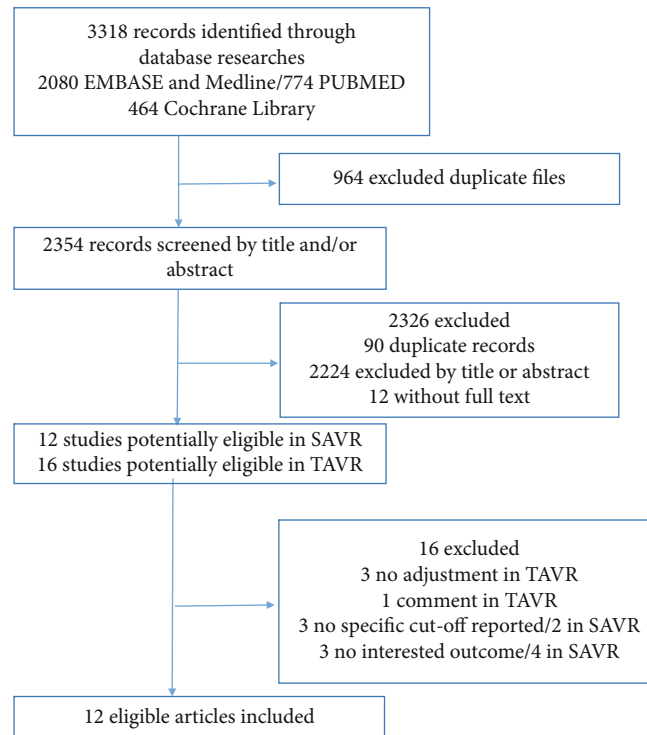 3318 records identified through
database researches
2080 EMBASE and Medline/774 PUBMED
464 Cochrane Library
964 excluded duplicate files
2354 records screened by title and/or
abstract
2326 excluded
90 duplicate records
2224 excluded by title or abstract
12 without full text
12 studies potentially eligible in SAVR
16 studies potentially eligible in TAVR
16 excluded
3 no adjustment in TAVR
1 comment in TAVR
3 no specific cut-off reported/2 in SAVR
3 no interested outcome/4 in SAVR
12 eligible articles included